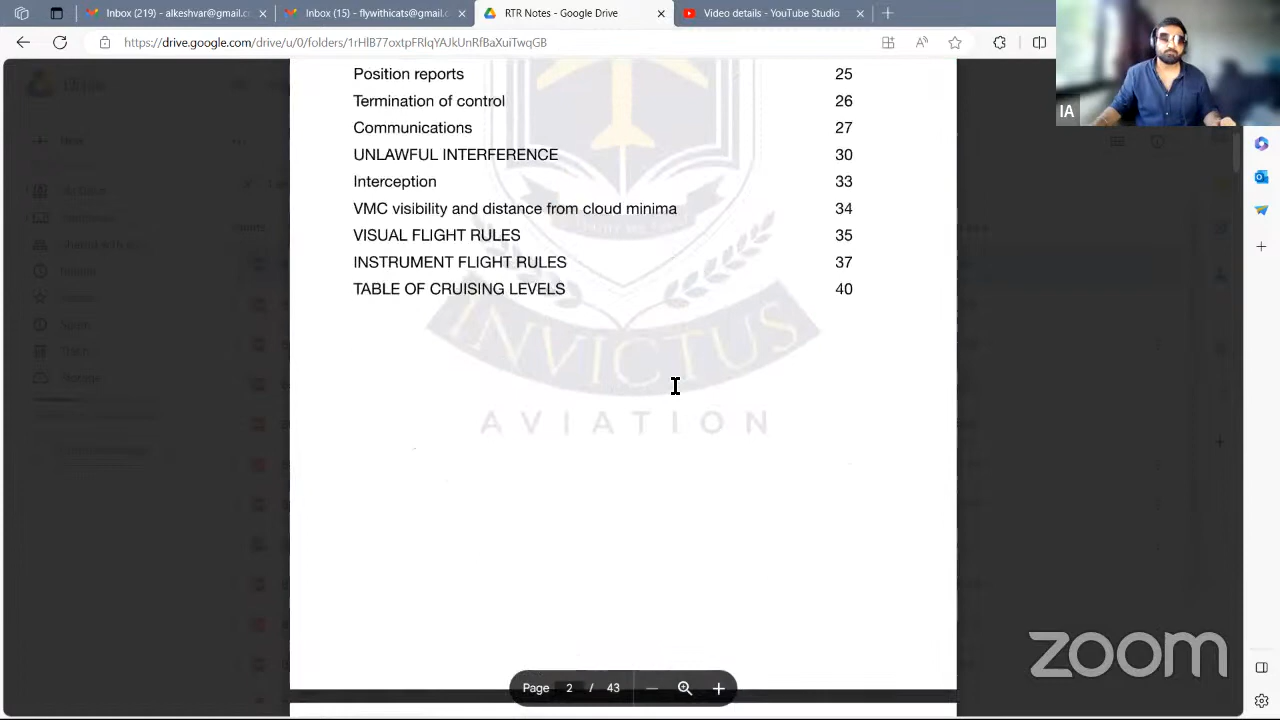 Inbox (219) - alkeshvar@gmail.c
Inbox (15) - flywithicats@gmail.
RTR Notes - Google Drive
Video details - YouTube Studio
https://drive.google.com/drive/u/0/folders/1rHlB77oxtpFRlqYAJkUnRfBaXuiTwqGB
IA
Position reports 25
Termination of control 26
Communications 27
UNLAWFUL INTERFERENCE 30
Interception 33
VMC visibility and distance from cloud minima 34
VISUAL FLIGHT RULES 35
INSTRUMENT FLIGHT RULES 37
TABLE OF CRUISING LEVELS 40
INVICTUS
AVIATION
zoom
Page 2 / 43